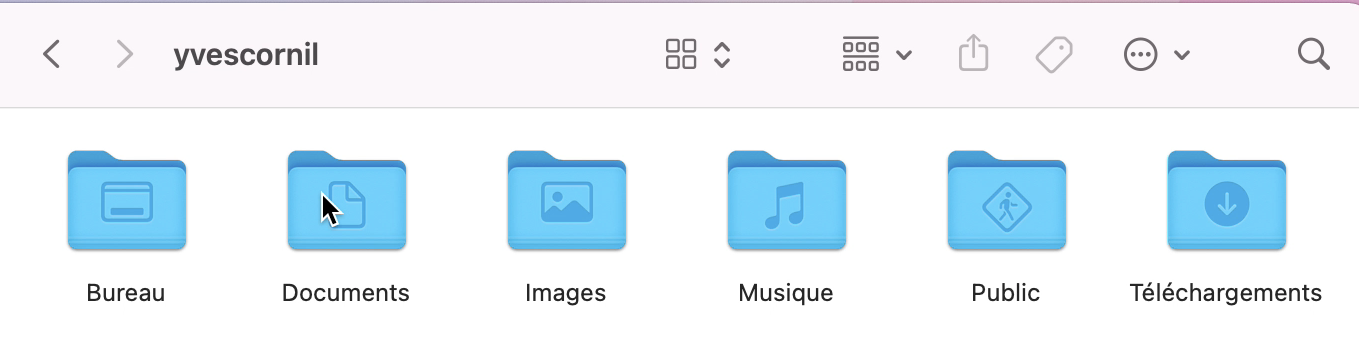 yvescornil
Bureau Documents Images Musique Public Téléchargements